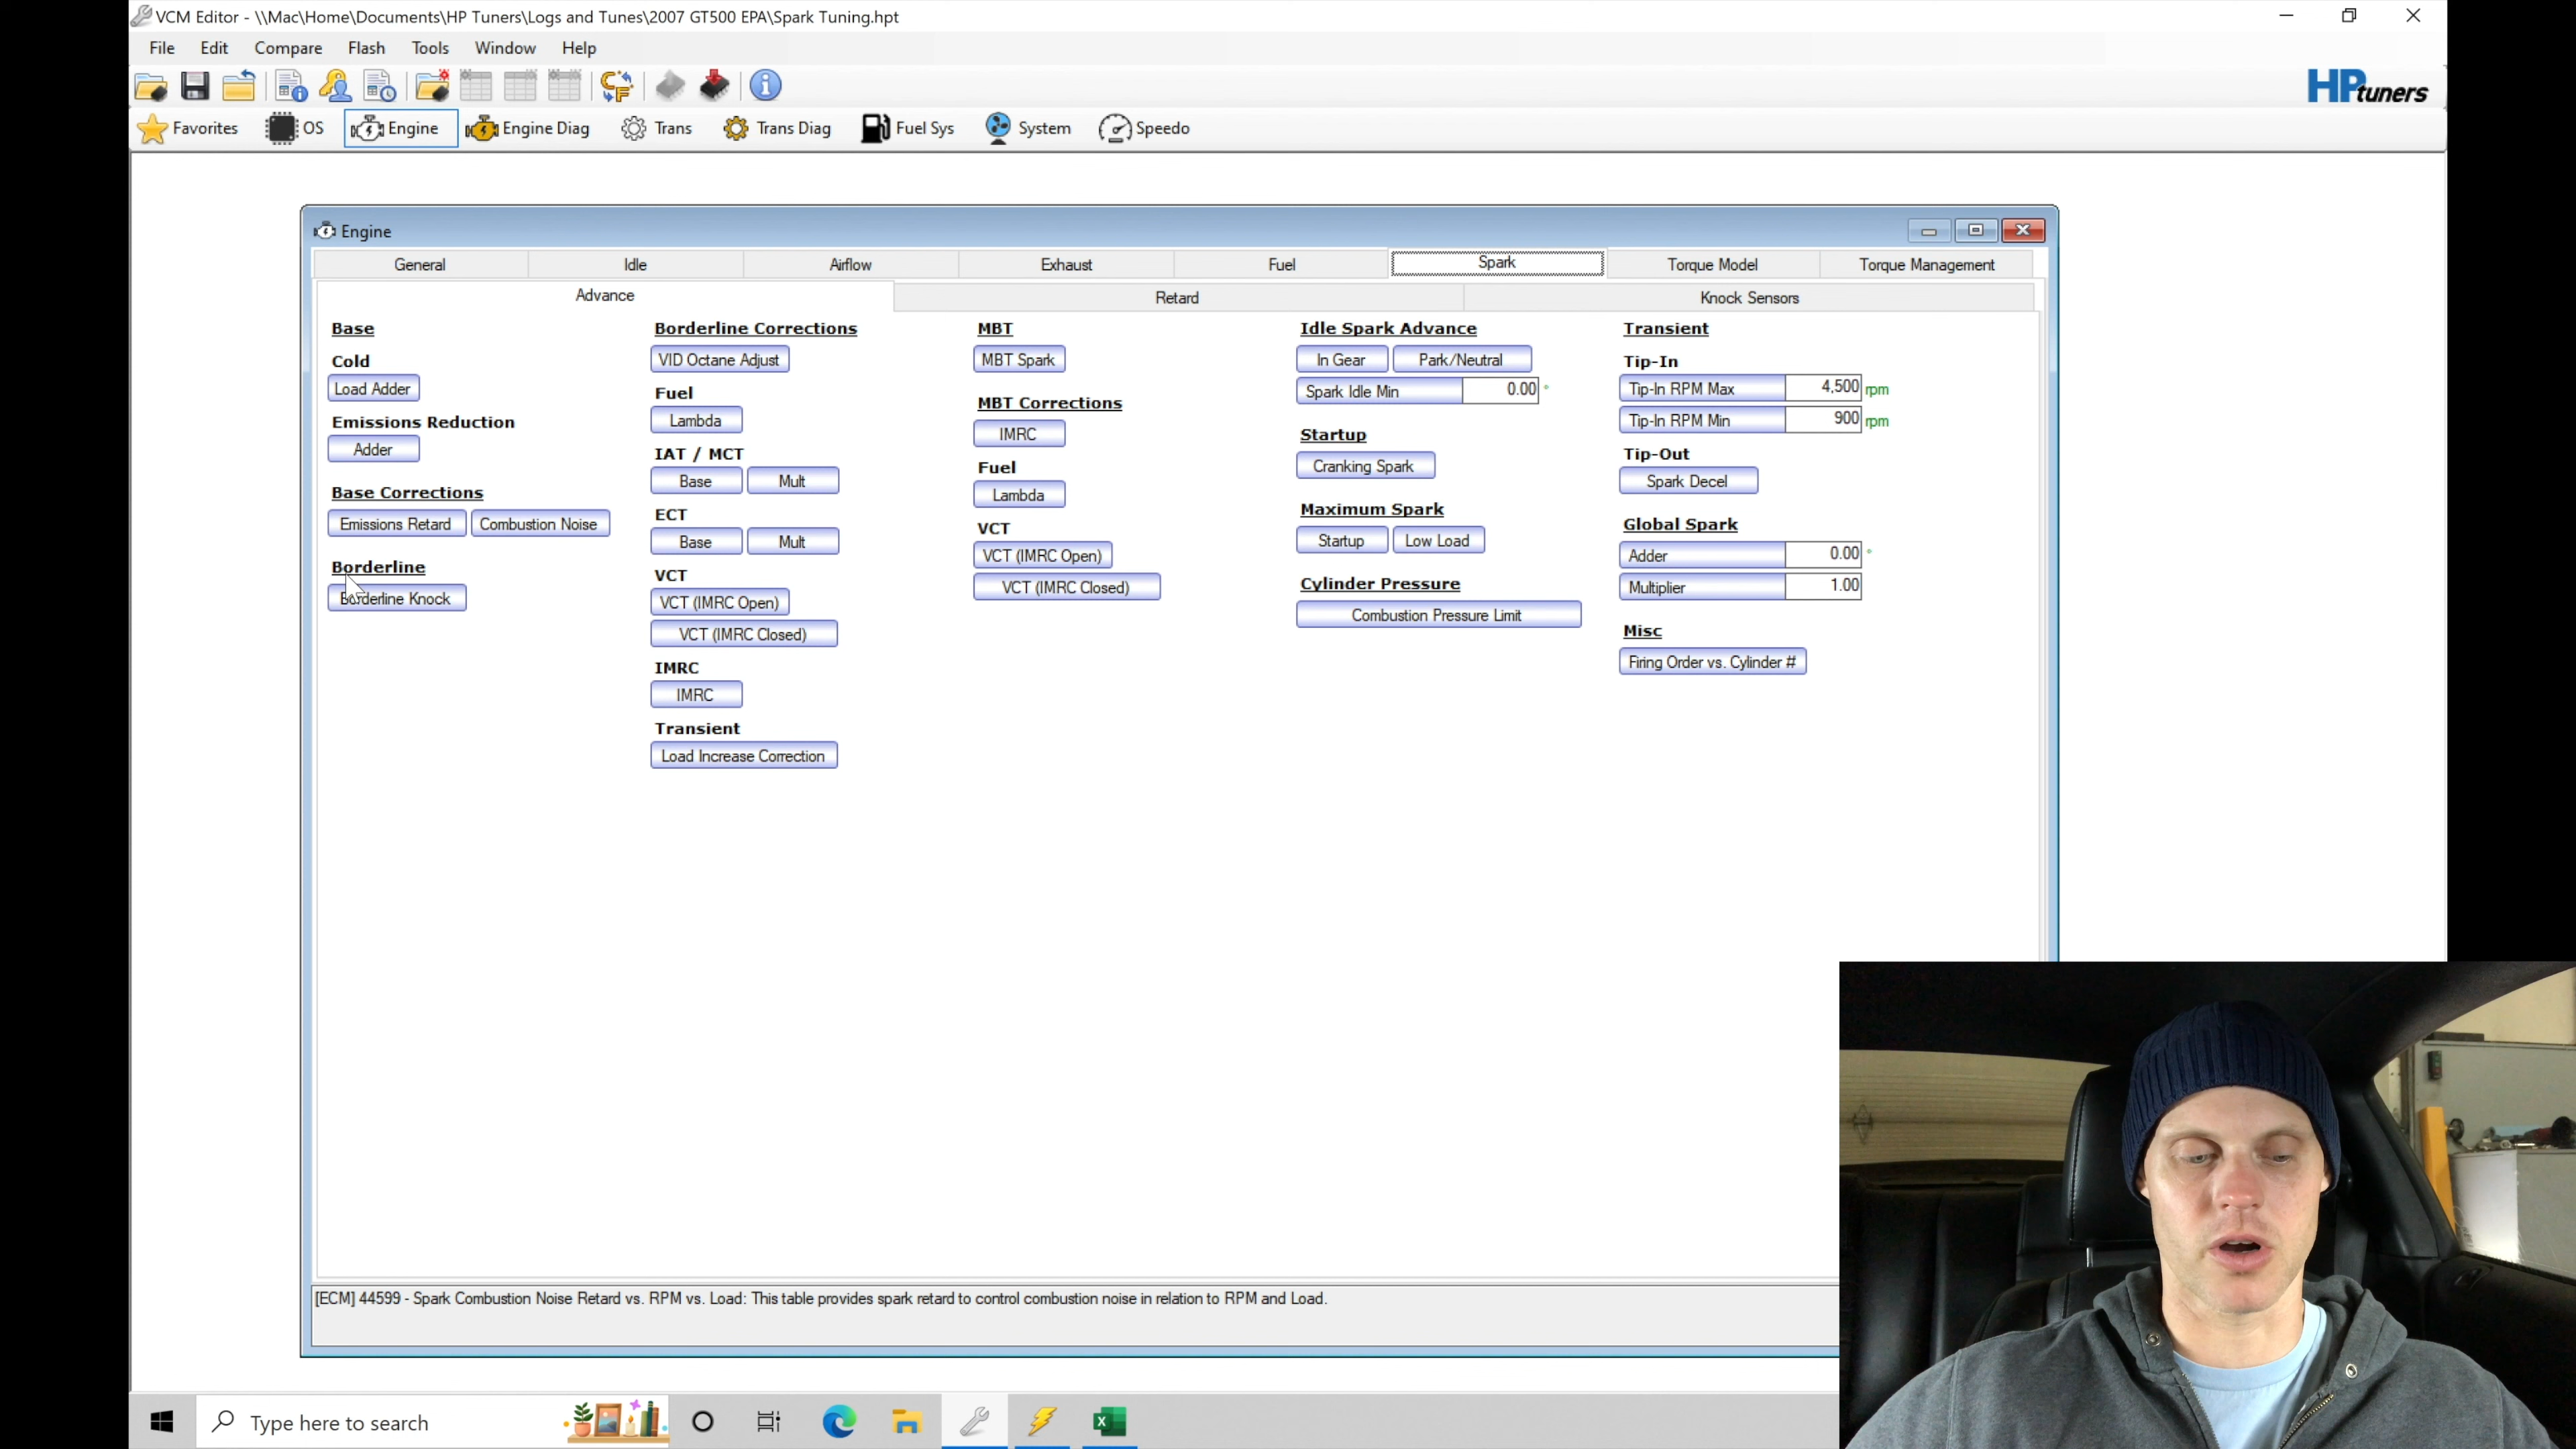 VCM Editor - \\Mac\Home\Documents\HP Tuners\Logs and Tunes\2007 GT500 EPA\Spark Tuning.hpt
File Edit Compare Flash Tools Window Help
HP tuners
Favorites OS Engine Engine Diag Trans Trans Diag Fuel Sys System Speedo
Engine
General Idle Airflow Exhaust Fuel Spark Torque Model Torque Management
Advance Retard Knock Sensors
Base
Cold
Load Adder
Emissions Reduction
Adder
Base Corrections
Emissions Retard Combustion Noise
Borderline
Borderline Knock
Borderline Corrections
VID Octane Adjust
Fuel
Lambda
IAT / MCT
Base Mult
ECT
Base Mult
VCT
VCT (IMRC Open)
VCT (IMRC Closed)
IMRC
IMRC
Transient
Load Increase Correction
MBT
MBT Spark
MBT Corrections
IMRC
Fuel
Lambda
VCT
VCT (IMRC Open)
VCT (IMRC Closed)
Idle Spark Advance
In Gear Park/Neutral
Spark Idle Min 0.00 °
Startup
Cranking Spark
Maximum Spark
Startup Low Load
Cylinder Pressure
Combustion Pressure Limit
Transient
Tip-In
Tip-In RPM Max 4,500 rpm
Tip-In RPM Min 900 rpm
Tip-Out
Spark Decel
Global Spark
Adder 0.00 °
Multiplier 1.00
Misc
Firing Order vs. Cylinder #
[ECM] 44599 - Spark Combustion Noise Retard vs. RPM vs. Load: This table provides spark retard to control combustion noise in relation to RPM and Load.
Type here to search